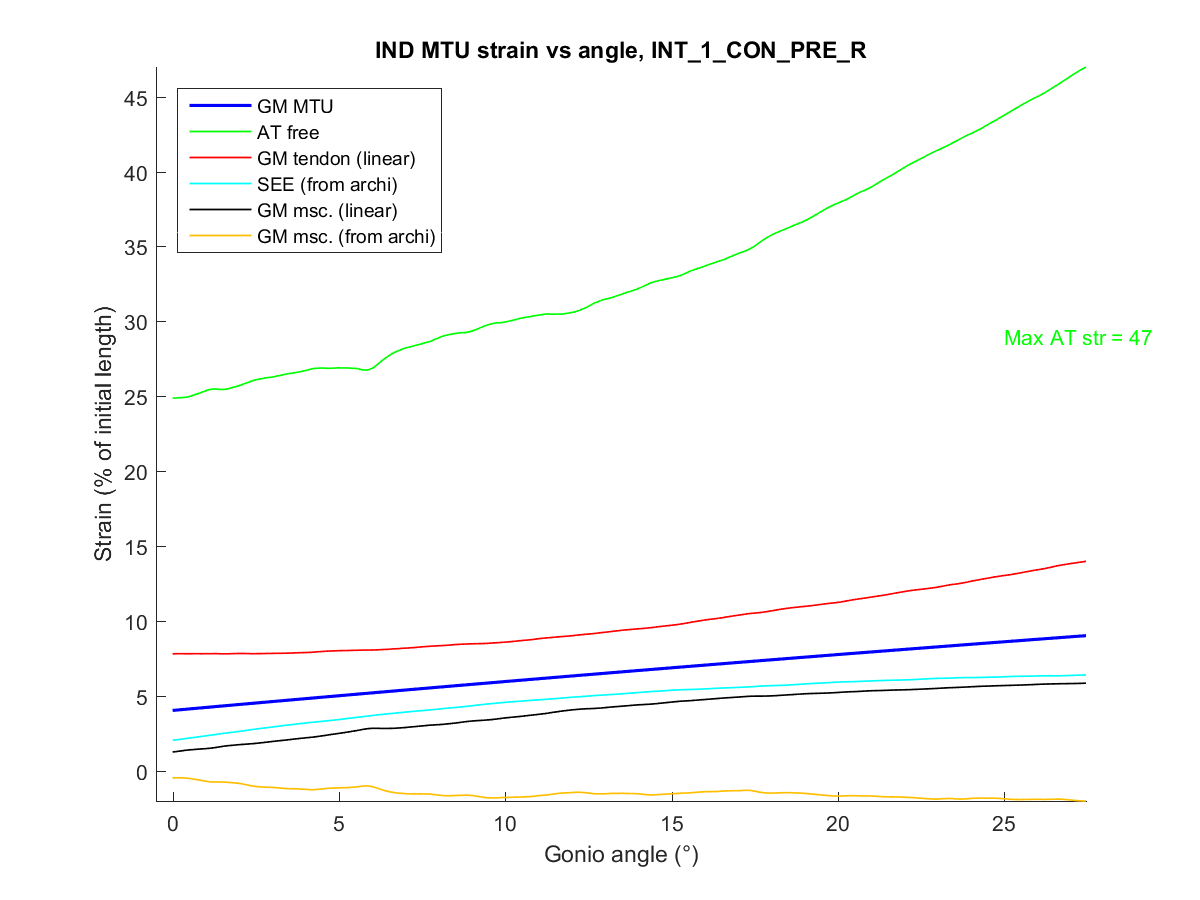 IND MTU strain vs angle, INT_1_CON_PRE_R
GM MTU
AT free
GM tendon (linear)
SEE (from archi)
GM msc. (linear)
GM msc. (from archi)
45
40
35
30
25
20
15
10
5
0
Strain (% of initial length)
Max AT str = 47
0 5 10 15 20 25
Gonio angle (°)